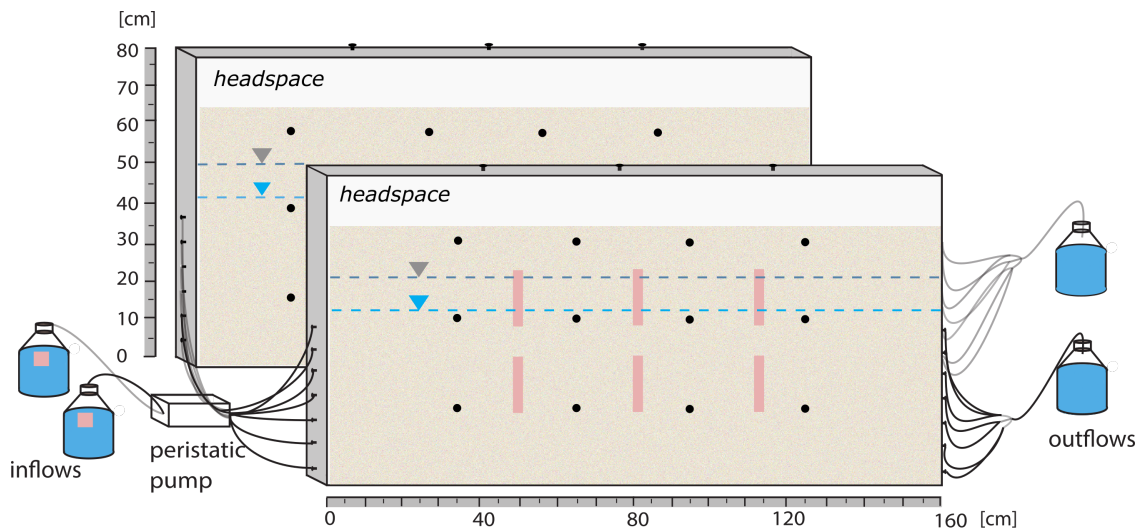 [cm]
80
70
60
50
40
30
20
10
0
headspace
headspace
inflows
peristatic
pump
outflows
0
40
80
120
160
[cm]